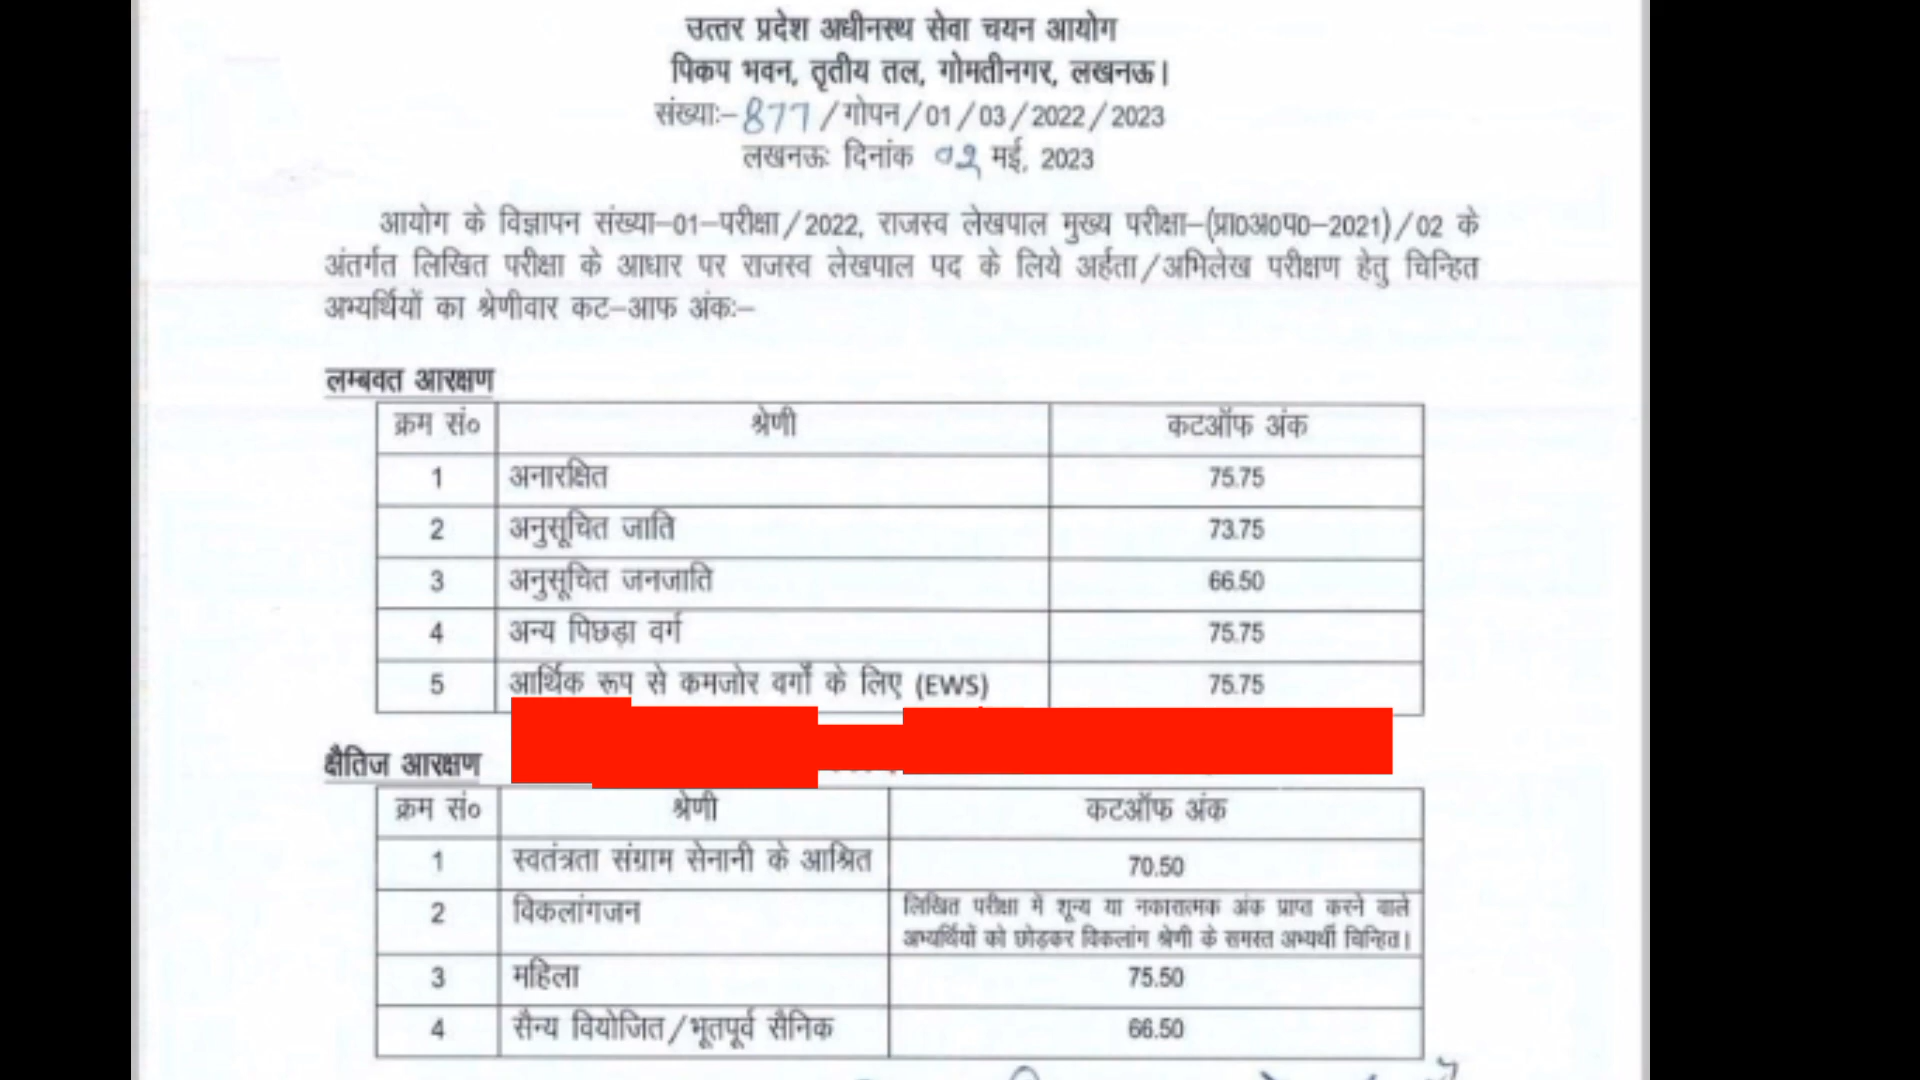 उत्तर प्रदेश अधीनस्थ सेवा चयन आयोग
पिकप भवन, तृतीय तल, गोमतीनगर, लखनऊ।
संख्याः–877/गोपन/01/03/2022/2023
लखनऊः दिनांक 02 मई, 2023
आयोग के विज्ञापन संख्या–01–परीक्षा/2022, राजस्व लेखपाल मुख्य परीक्षा–(प्रा0अ0प0–2021)/02 के
अंतर्गत लिखित परीक्षा के आधार पर राजस्व लेखपाल पद के लिये अर्हता/अभिलेख परीक्षण हेतु चिन्हित
अभ्यर्थियों का श्रेणीवार कट–आफ अंकः–
लम्बवत आरक्षण
क्रम सं० श्रेणी कटऑफ अंक
1 अनारक्षित 75.75
2 अनुसूचित जाति 73.75
3 अनुसूचित जनजाति 66.50
4 अन्य पिछड़ा वर्ग 75.75
5 आर्थिक रूप से कमजोर वर्गों के लिए (EWS) 75.75
क्षैतिज आरक्षण
क्रम सं० श्रेणी कटऑफ अंक
1 स्वतंत्रता संग्राम सेनानी के आश्रित 70.50
2 विकलांगजन लिखित परीक्षा में शून्य या नकारात्मक अंक प्राप्त करने वाले
अभ्यर्थियों को छोड़कर विकलांग श्रेणी के समस्त अभ्यर्थी चिन्हित।
3 महिला 75.50
4 सैन्य वियोजित/भूतपूर्व सैनिक 66.50